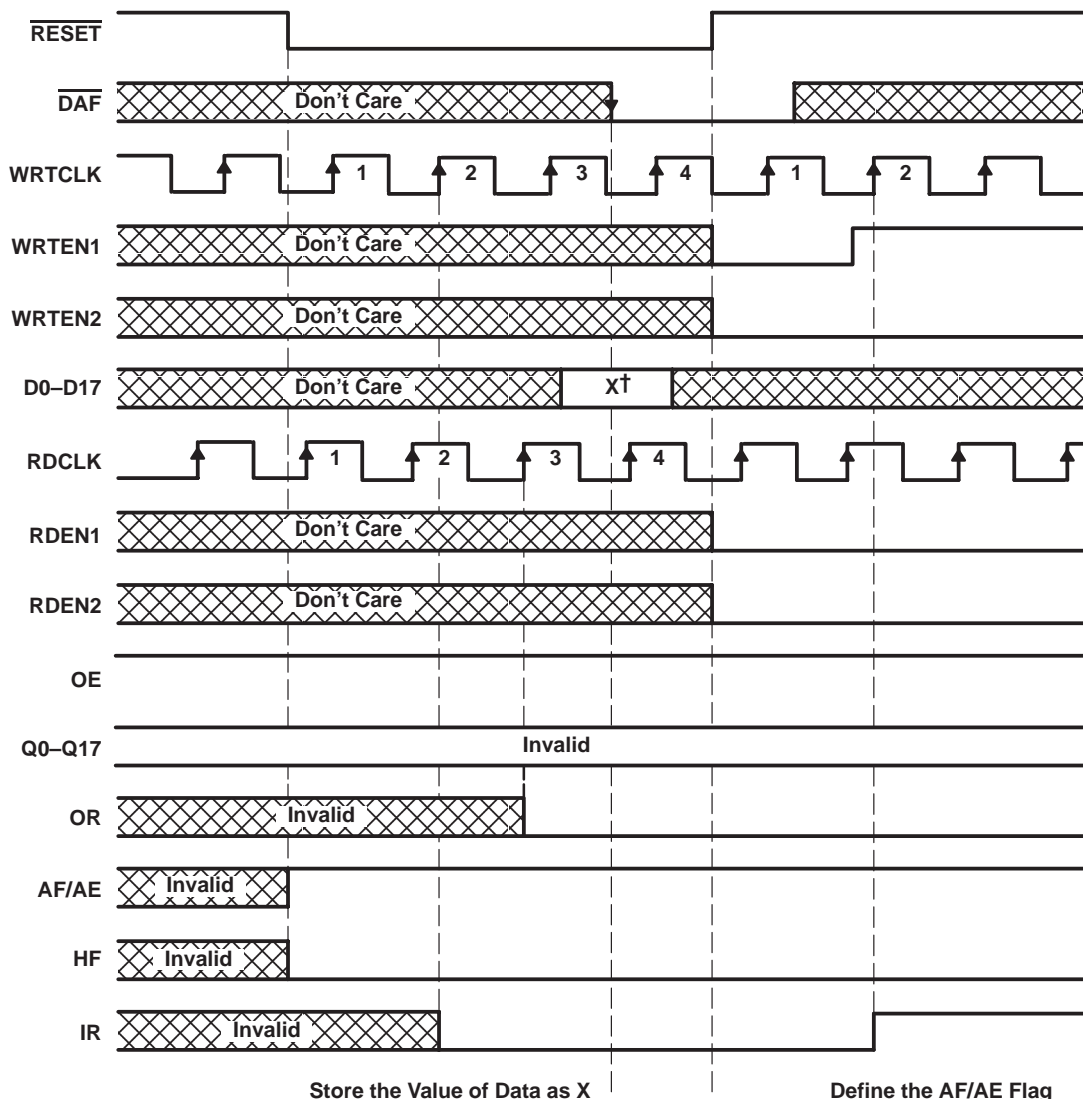 RESET
DAF Don't Care
WRTCLK 1 2 3 4 1 2
WRTEN1 Don't Care
WRTEN2 Don't Care
D0–D17 Don't Care X†
RDCLK 1 2 3 4
RDEN1 Don't Care
RDEN2 Don't Care
OE
Q0–Q17 Invalid
OR Invalid
AF/AE Invalid
HF Invalid
IR Invalid
Store the Value of Data as X Define the AF/AE Flag